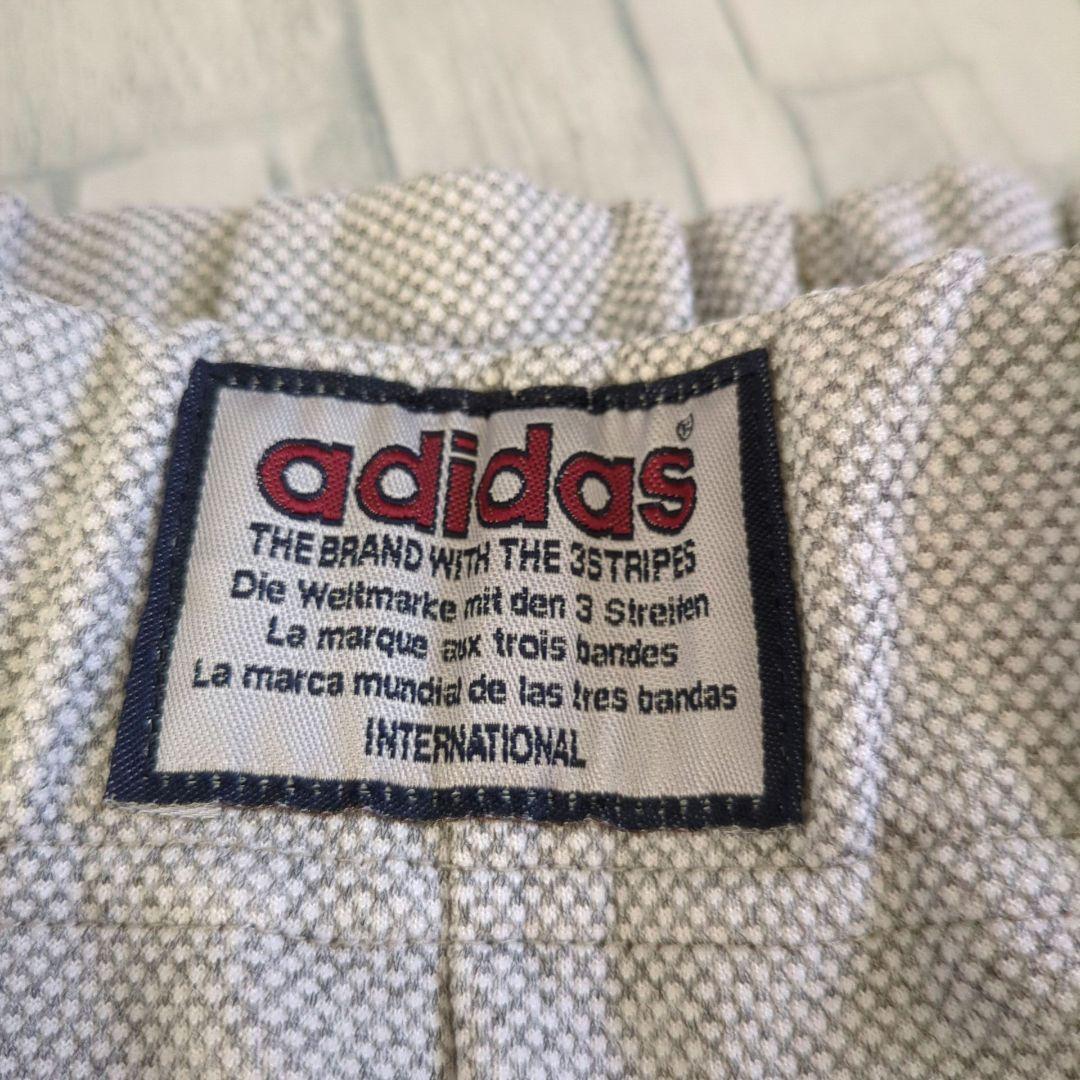 adidas®
THE BRAND WITH THE 3STRIPES
Die Weltmarke mit den 3 Streifen
La marque aux trois bandes
La marca mundial de las tres bandas
INTERNATIONAL